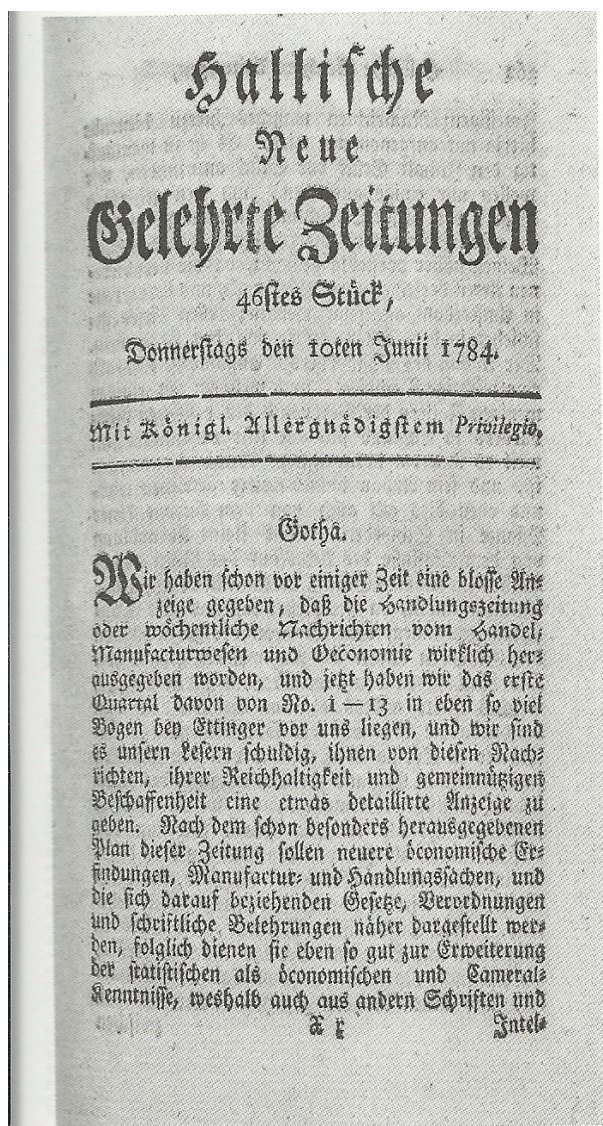 Hallische
Neue
Gelehrte Zeitungen
46stes Stück,
Donnerstags den 10ten Junii 1784.
Mit Königl. Allergnädigstem Privilegio.
Gotha.
Wir haben schon vor einiger Zeit eine blosse An-
zeige gegeben, daß die Handlungszeitung
oder wöchentliche Nachrichten vom Handel,
Manufacturwesen und Oeconomie wirklich her-
ausgegeben worden, und jetzt haben wir das erste
Quartal davon von No. 1—13 in eben so viel
Bogen bey Ettinger vor uns liegen, und wir sind
es unsern Lesern schuldig, ihnen von diesen Nach-
richten, ihrer Reichhaltigkeit und gemeinnützigen
Beschaffenheit eine etwas detaillirte Anzeige zu
geben. Nach dem schon besonders herausgegebenen
Plan dieser Zeitung sollen neuere öconomische Er-
findungen, Manufactur- und Handlungssachen, und
die sich darauf beziehenden Gesetze, Verordnungen
und schriftliche Belehrungen näher dargestellt wer-
den, folglich dienen sie eben so gut zur Erweiterung
der statistischen als öconomischen und Cameral-
Kenntnisse, weshalb auch aus andern Schriften und
Intel-